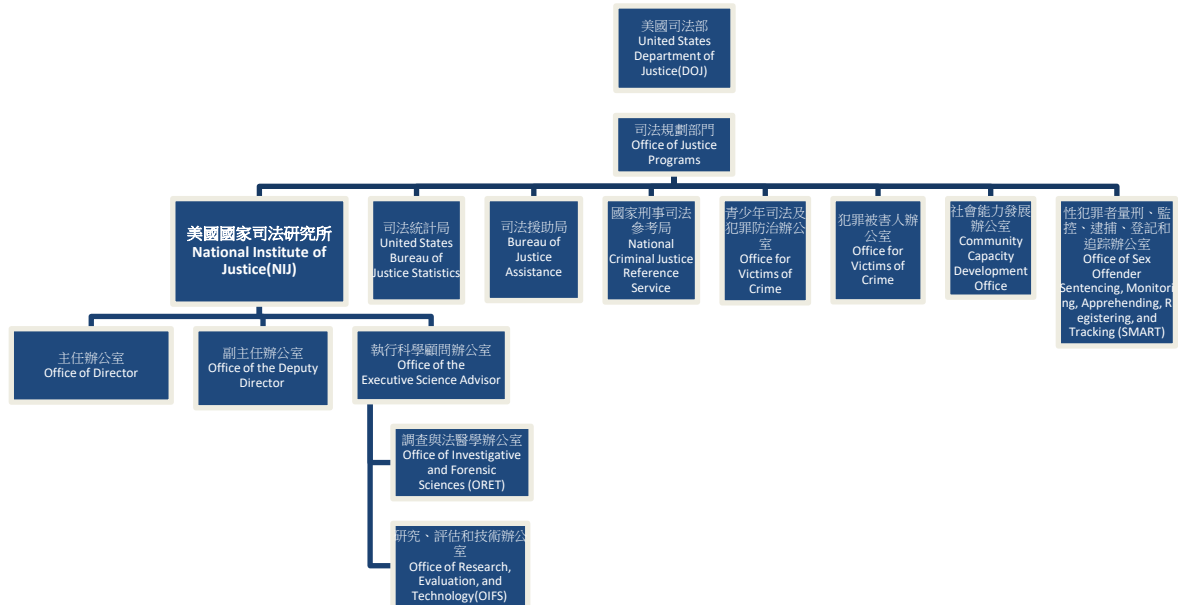 美國司法部
United States
Department of
Justice(DOJ)
司法規劃部門
Office of Justice
Programs
美國國家司法研究所
National Institute of
Justice(NIJ)
司法統計局
United States
Bureau of
Justice Statistics
司法援助局
Bureau of
Justice
Assistance
國家刑事司法
參考局
National
Criminal Justice
Reference
Service
青少年司法及
犯罪防治辦公
室
Office for
Victims of
Crime
犯罪被害人辦
公室
Office for
Victims of
Crime
社會能力發展
辦公室
Community
Capacity
Development
Office
性犯罪者量刑、監
控、逮捕、登記和
追踪辦公室
Office of Sex
Offender
Sentencing, Monitori
ng, Apprehending, R
egistering, and
Tracking (SMART)
主任辦公室
Office of Director
副主任辦公室
Office of the Deputy
Director
執行科學顧問辦公室
Office of the
Executive Science Advisor
調查與法醫學辦公室
Office of Investigative
and Forensic
Sciences (ORET)
研究、評估和技術辦公
室
Office of Research,
Evaluation, and
Technology(OIFS)